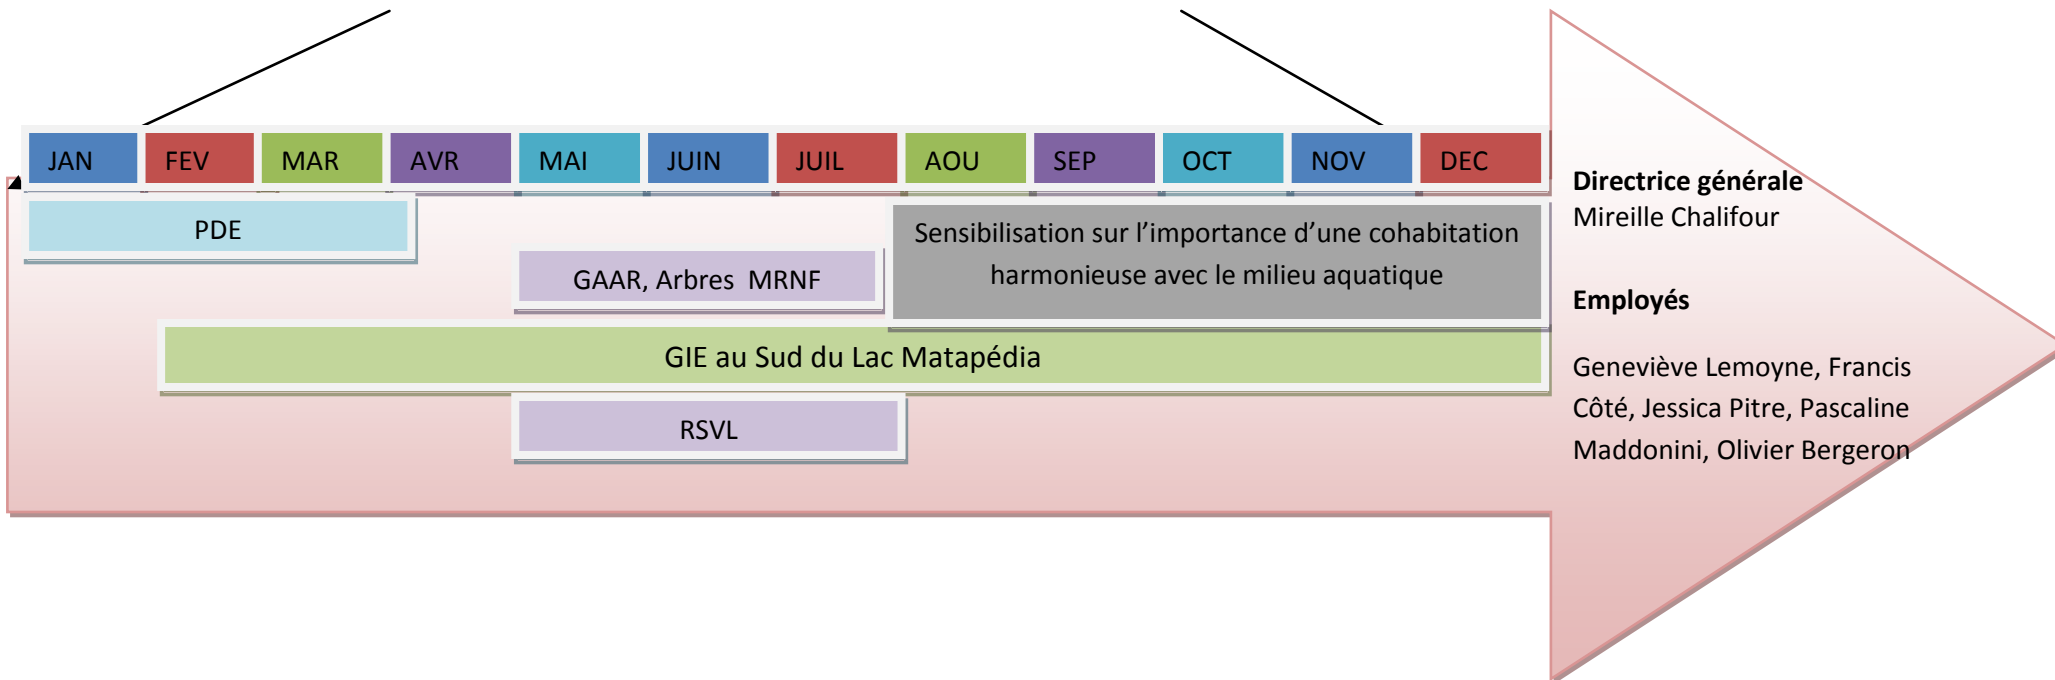 JAN FEV MAR AVR MAI JUIN JUIL AOU SEP OCT NOV DEC
PDE
GAAR, Arbres MRNF
Sensibilisation sur l’importance d’une cohabitation
harmonieuse avec le milieu aquatique
GIE au Sud du Lac Matapédia
RSVL
Directrice générale
Mireille Chalifour
Employés
Geneviève Lemoyne, Francis
Côté, Jessica Pitre, Pascaline
Maddonini, Olivier Bergeron